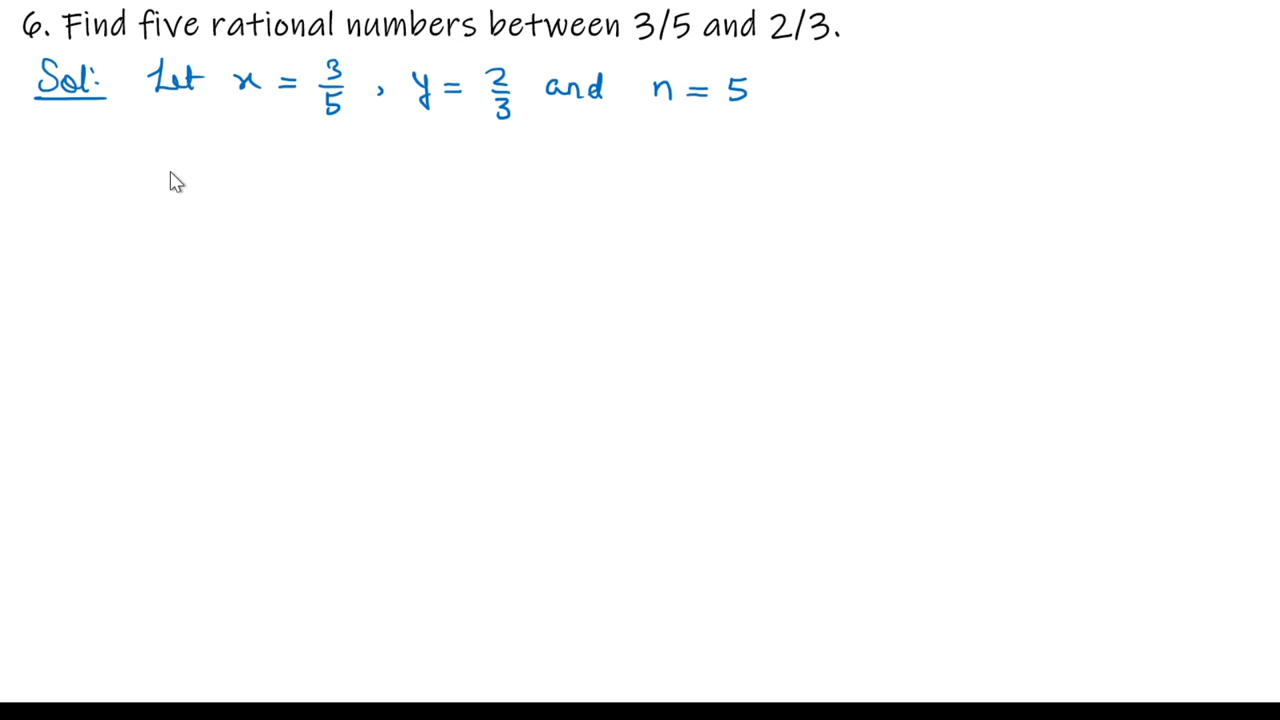 6. Find five rational numbers between 3/5 and 2/3.
Sol: Let x = 3/5 , y = 2/3 and n = 5